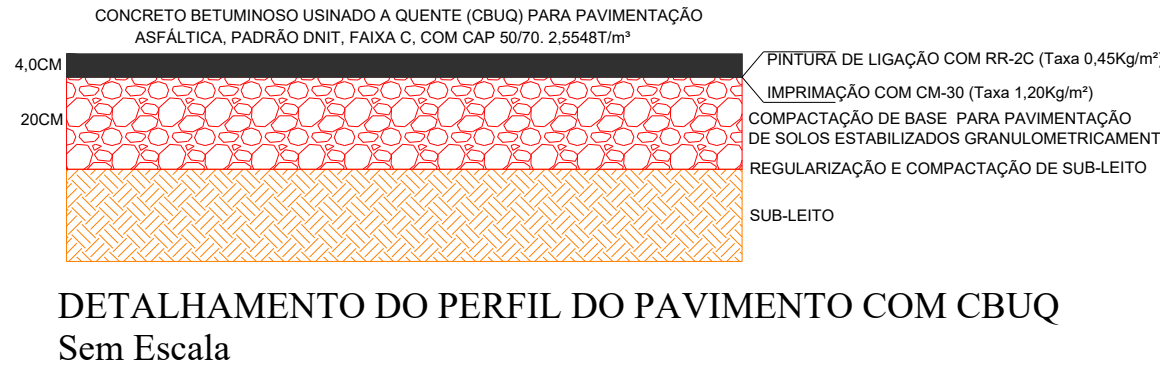 CONCRETO BETUMINOSO USINADO A QUENTE (CBUQ) PARA PAVIMENTAÇÃO
ASFÁLTICA, PADRÃO DNIT, FAIXA C, COM CAP 50/70. 2,5548T/m³
4,0CM
PINTURA DE LIGAÇÃO COM RR-2C (Taxa 0,45Kg/m²)
IMPRIMAÇÃO COM CM-30 (Taxa 1,20Kg/m²)
20CM
COMPACTAÇÃO DE BASE PARA PAVIMENTAÇÃO
DE SOLOS ESTABILIZADOS GRANULOMETRICAMENT
REGULARIZAÇÃO E COMPACTAÇÃO DE SUB-LEITO
SUB-LEITO
DETALHAMENTO DO PERFIL DO PAVIMENTO COM CBUQ
Sem Escala